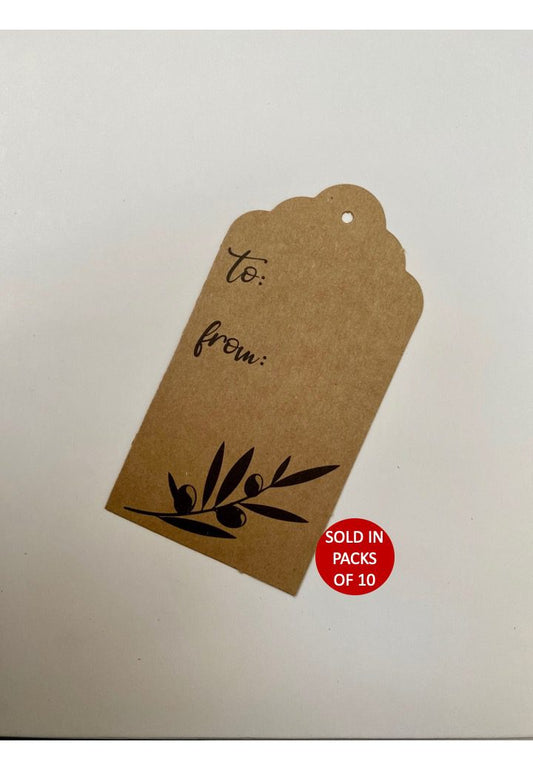 to:
from:
SOLD IN
PACKS
OF 10